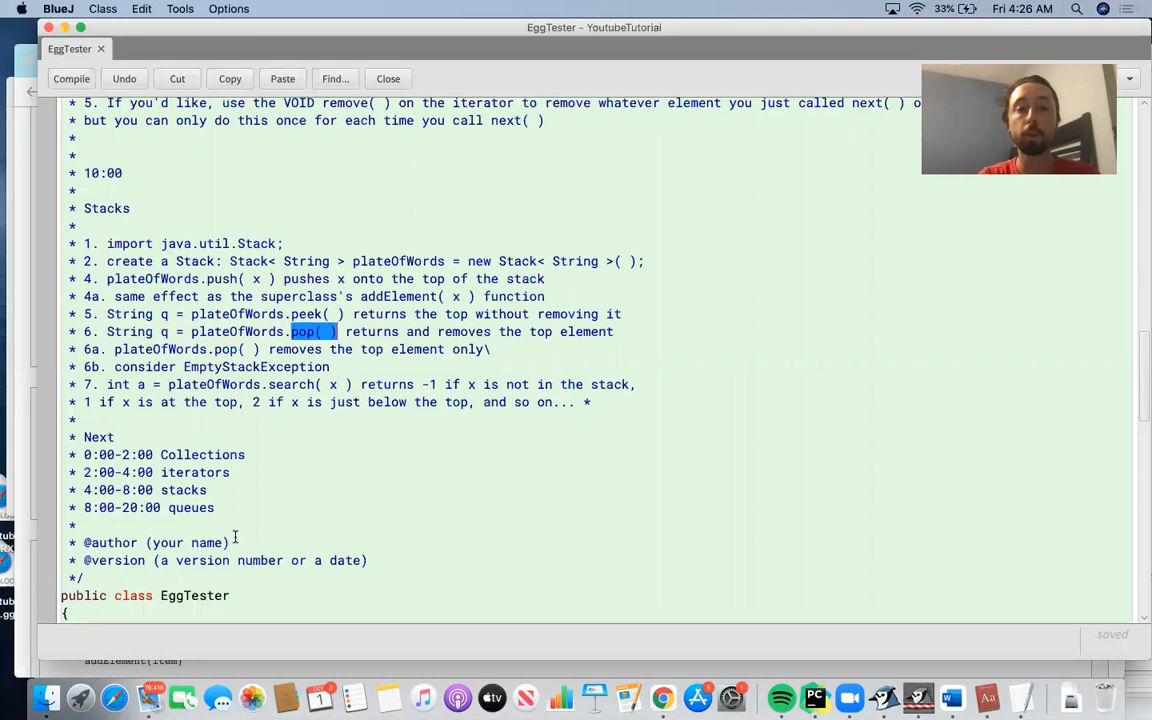 BlueJ Class Edit Tools Options 33% Fri 4:26 AM
EggTester - YoutubeTutorial
EggTester
Compile Undo Cut Copy Paste Find... Close
* 5. If you'd like, use the VOID remove( ) on the iterator to remove whatever element you just called next( )
but you can only do this once for each time you call next( )
*
*
* 10:00
*
* Stacks
*
* 1. import java.util.Stack;
* 2. create a Stack: Stack< String > plateOfWords = new Stack< String >( );
* 4. plateOfWords.push( x ) pushes x onto the top of the stack
* 4a. same effect as the superclass's addElement( x ) function
* 5. String q = plateOfWords.peek( ) returns the top without removing it
* 6. String q = plateOfWords.pop( ) returns and removes the top element
* 6a. plateOfWords.pop( ) removes the top element only\
* 6b. consider EmptyStackException
* 7. int a = plateOfWords.search( x ) returns -1 if x is not in the stack,
* 1 if x is at the top, 2 if x is just below the top, and so on... *
*
* Next
* 0:00-2:00 Collections
* 2:00-4:00 iterators
* 4:00-8:00 stacks
* 8:00-20:00 queues
*
* @author (your name)
* @version (a version number or a date)
*/
public class EggTester
{
saved
addElement(item)
19,418
OCT 1
2
tv
5
PC
W
Aa